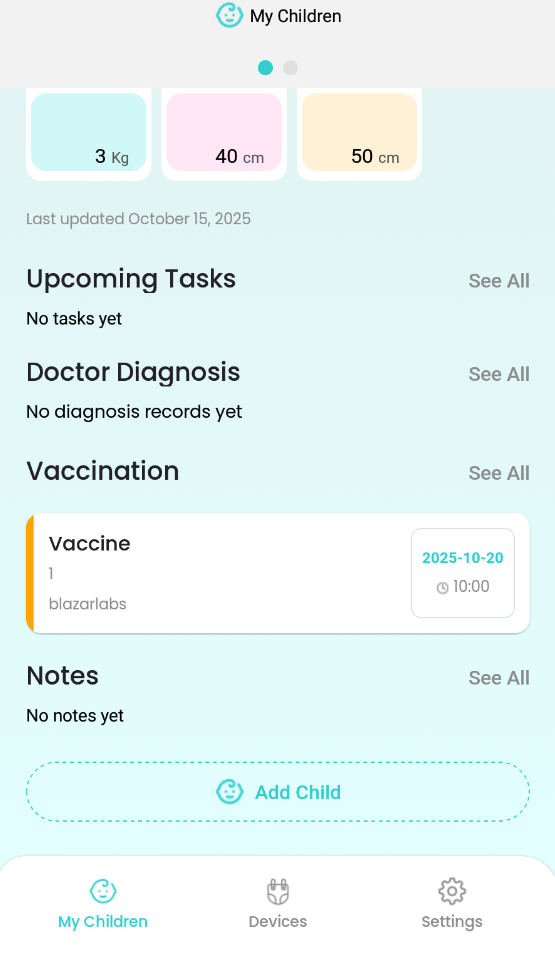 My Children
3 Kg
40 cm
50 cm
Last updated October 15, 2025
Upcoming Tasks
See All
No tasks yet
Doctor Diagnosis
See All
No diagnosis records yet
Vaccination
See All
Vaccine
1
blazarlabs
2025-10-20
10:00
Notes
See All
No notes yet
Add Child
My Children
Devices
Settings